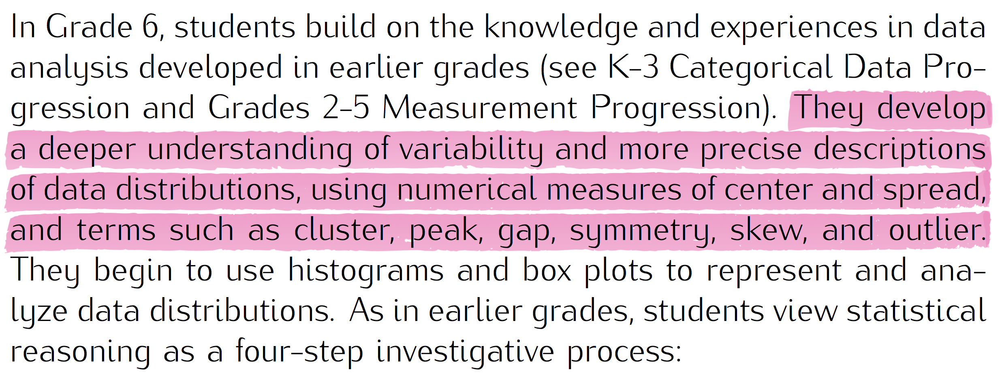 In Grade 6, students build on the knowledge and experiences in data
analysis developed in earlier grades (see K–3 Categorical Data Pro-
gression and Grades 2–5 Measurement Progression). They develop
a deeper understanding of variability and more precise descriptions
of data distributions, using numerical measures of center and spread,
and terms such as cluster, peak, gap, symmetry, skew, and outlier.
They begin to use histograms and box plots to represent and ana-
lyze data distributions. As in earlier grades, students view statistical
reasoning as a four-step investigative process: